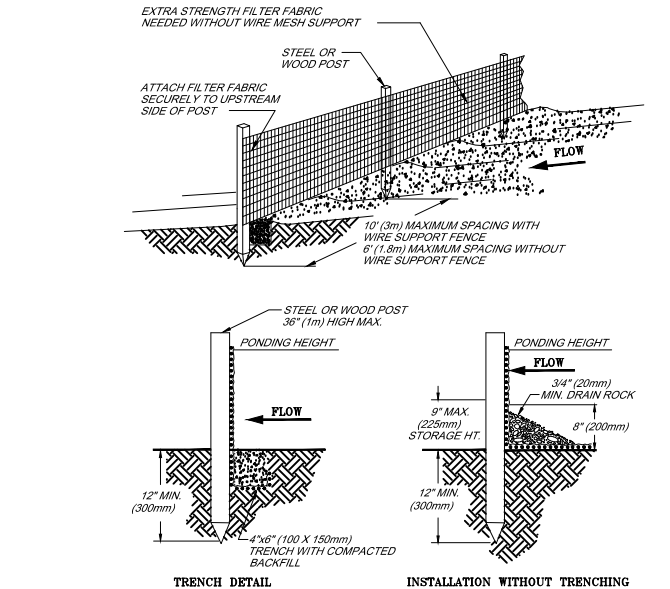 EXTRA STRENGTH FILTER FABRIC
NEEDED WITHOUT WIRE MESH SUPPORT
STEEL OR
WOOD POST
ATTACH FILTER FABRIC
SECURELY TO UPSTREAM
SIDE OF POST
FLOW
10' (3m) MAXIMUM SPACING WITH
WIRE SUPPORT FENCE
6' (1.8m) MAXIMUM SPACING WITHOUT
WIRE SUPPORT FENCE
STEEL OR WOOD POST
36" (1m) HIGH MAX.
PONDING HEIGHT
FLOW
12" MIN.
(300mm)
4"x6" (100 X 150mm)
TRENCH WITH COMPACTED
BACKFILL
TRENCH DETAIL
PONDING HEIGHT
FLOW
3/4" (20mm)
MIN. DRAIN ROCK
9" MAX.
(225mm)
STORAGE HT.
8" (200mm)
12" MIN.
(300mm)
INSTALLATION WITHOUT TRENCHING